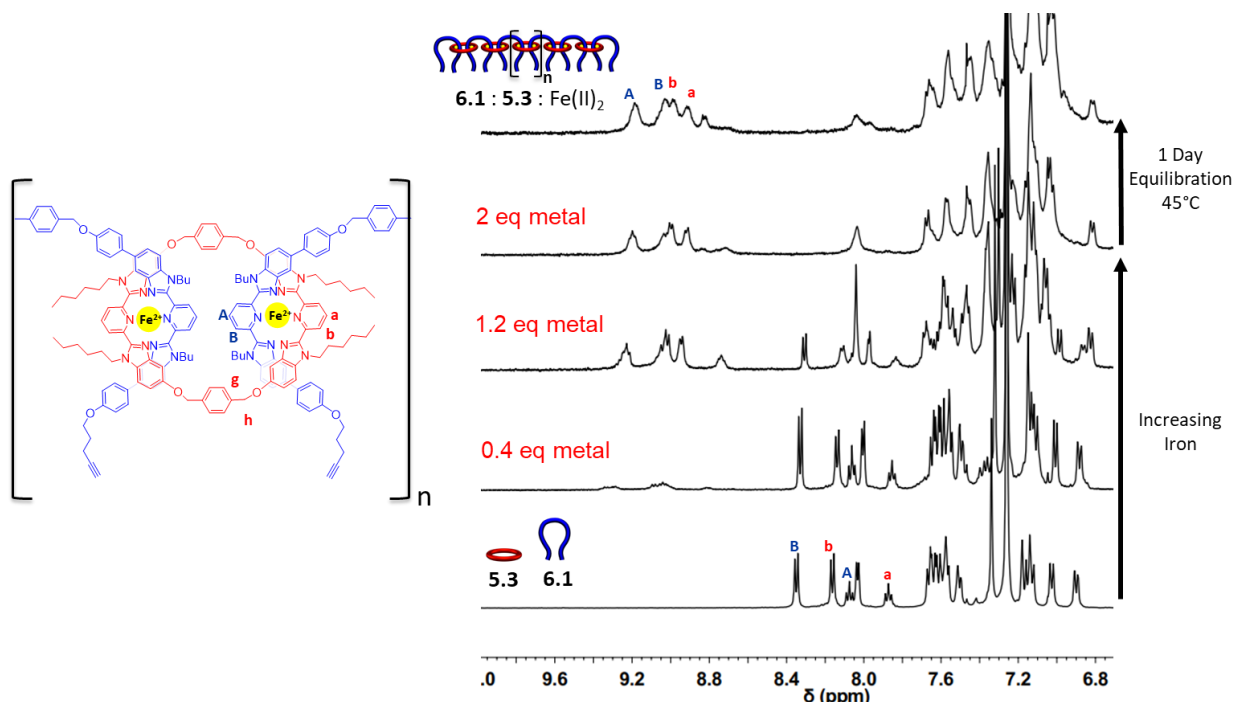 n
6.1 : 5.3 : Fe(II)₂
A
B
b
a
1 Day
Equilibration
45°C
2 eq metal
1.2 eq metal
0.4 eq metal
Increasing
Iron
5.3
6.1
B
b
A
a
.0
9.2
8.8
8.4
8.0
7.6
7.2
6.8
δ (ppm)
O
O
O
O
N
NBu
N
N
N
N
N
N
BuN
N
N
Fe²⁺
N
A
N
Fe²⁺
N
a
B
b
N
N
N
N
NBu
BuN
N
N
N
g
O
O
h
O
O
n